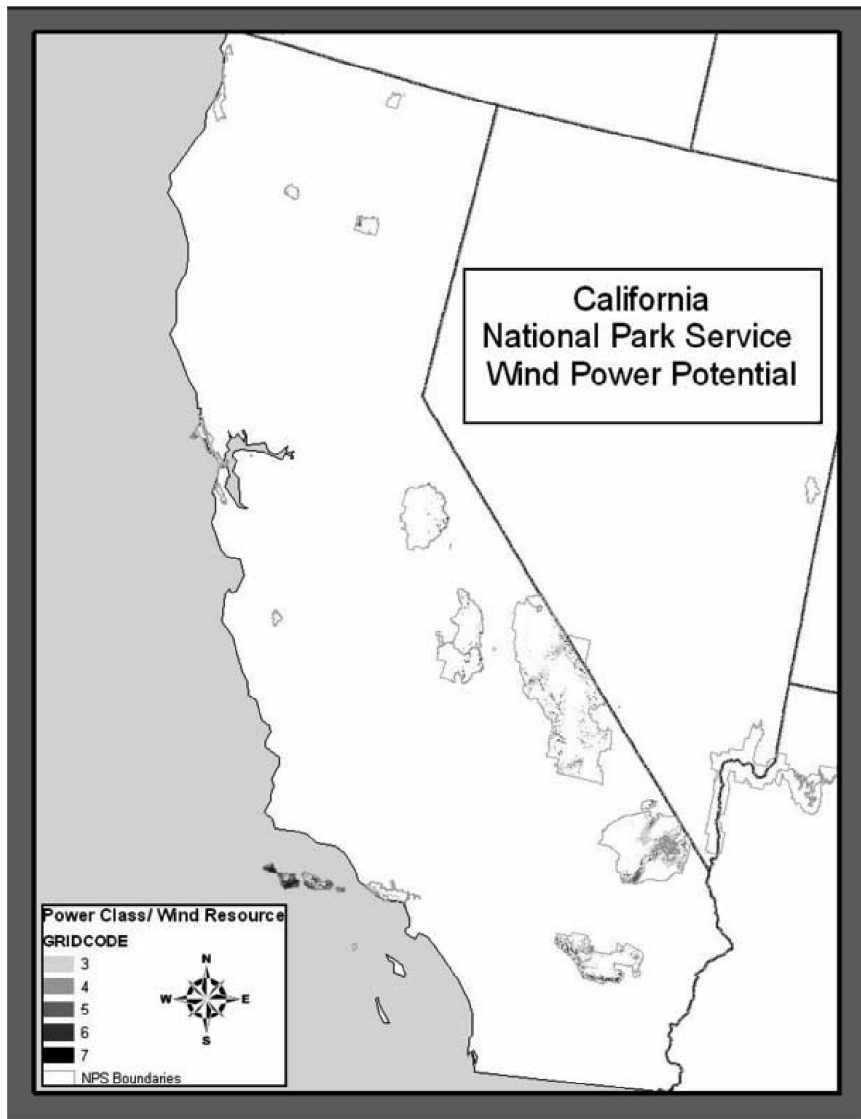 California
National Park Service
Wind Power Potential
Power Class/ Wind Resource
GRIDCODE
3
4
5
6
7
NPS Boundaries
N
W
E
S